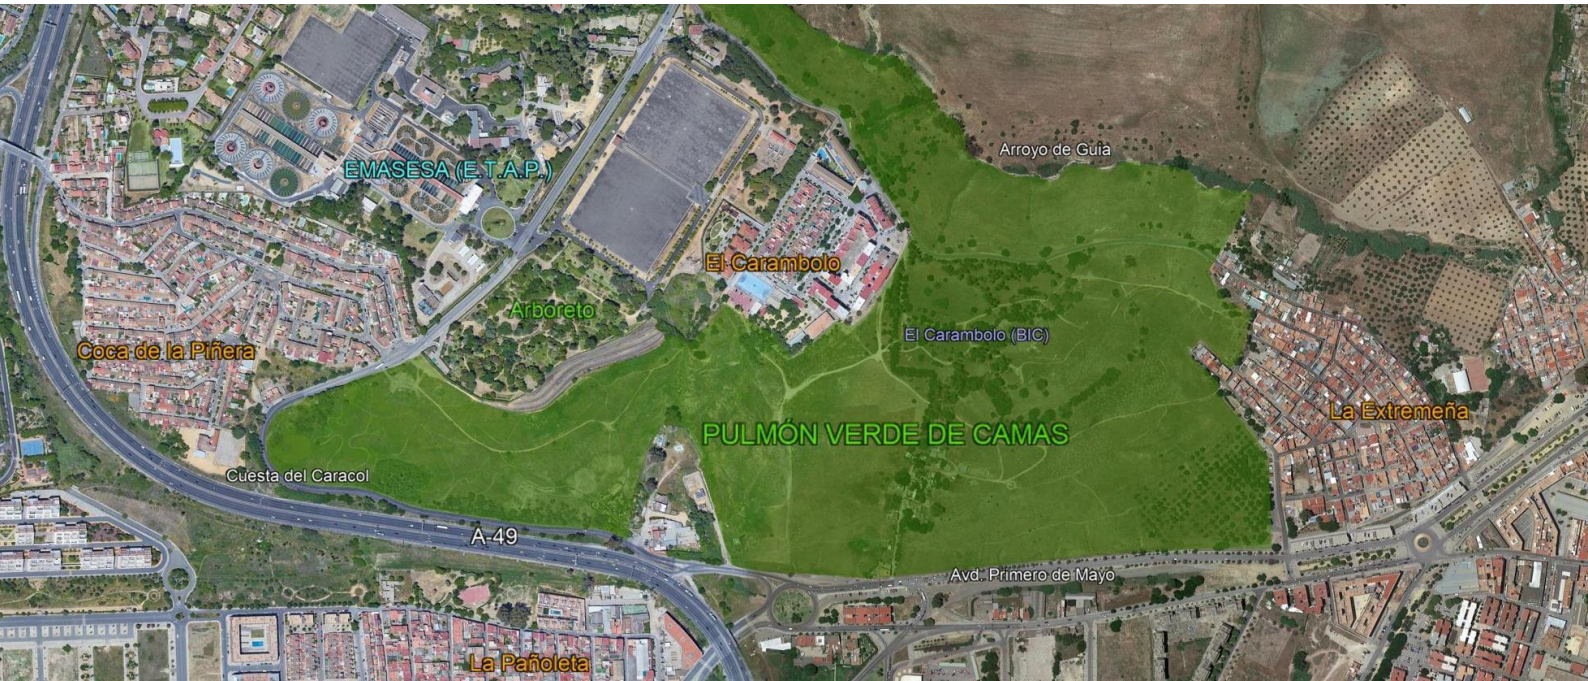 Arroyo de Guia
EMASESA (E.T.A.P.)
El Carambolo
Arboreto
El Carambolo (BIC)
Coca de la Piñera
La Extremeña
PULMÓN VERDE DE CAMAS
Cuesta del Caracol
A-49
Avd. Primero de Mayo
La Pañoleta